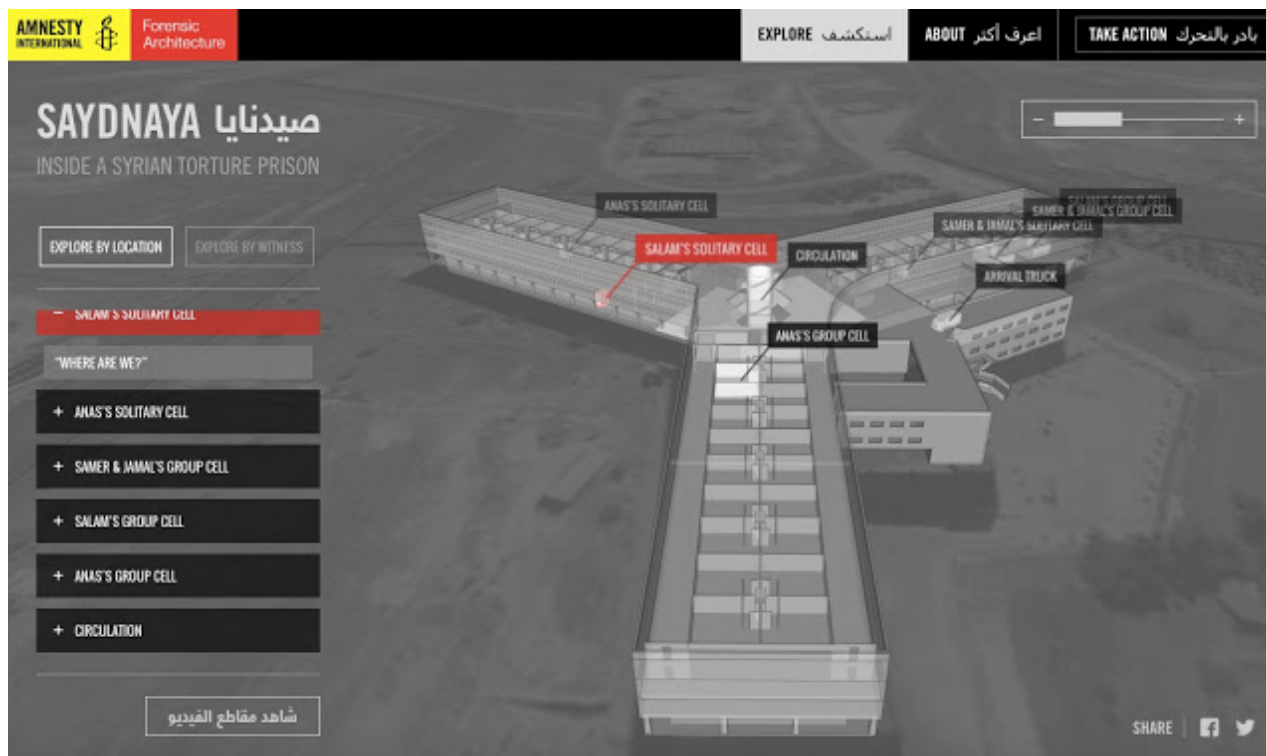 AMNESTY
INTERNATIONAL
Forensic
Architecture
EXPLORE استكشف
ABOUT اعرف أكثر
TAKE ACTION بادر بالتحرك
SAYDNAYA صيدنايا
INSIDE A SYRIAN TORTURE PRISON
EXPLORE BY LOCATION
EXPLORE BY WITNESS
− SALAM'S SOLITARY CELL
"WHERE ARE WE?"
+ ANAS'S SOLITARY CELL
+ SAMER & JAMAL'S GROUP CELL
+ SALAM'S GROUP CELL
+ ANAS'S GROUP CELL
+ CIRCULATION
شاهد مقاطع الفيديو
− +
ANAS'S SOLITARY CELL
SALAM'S GROUP CELL
SAMER & JAMAL'S GROUP CELL
SAMER & JAMAL'S SOLITARY CELL
SALAM'S SOLITARY CELL
CIRCULATION
ARRIVAL TRUCK
ANAS'S GROUP CELL
SHARE